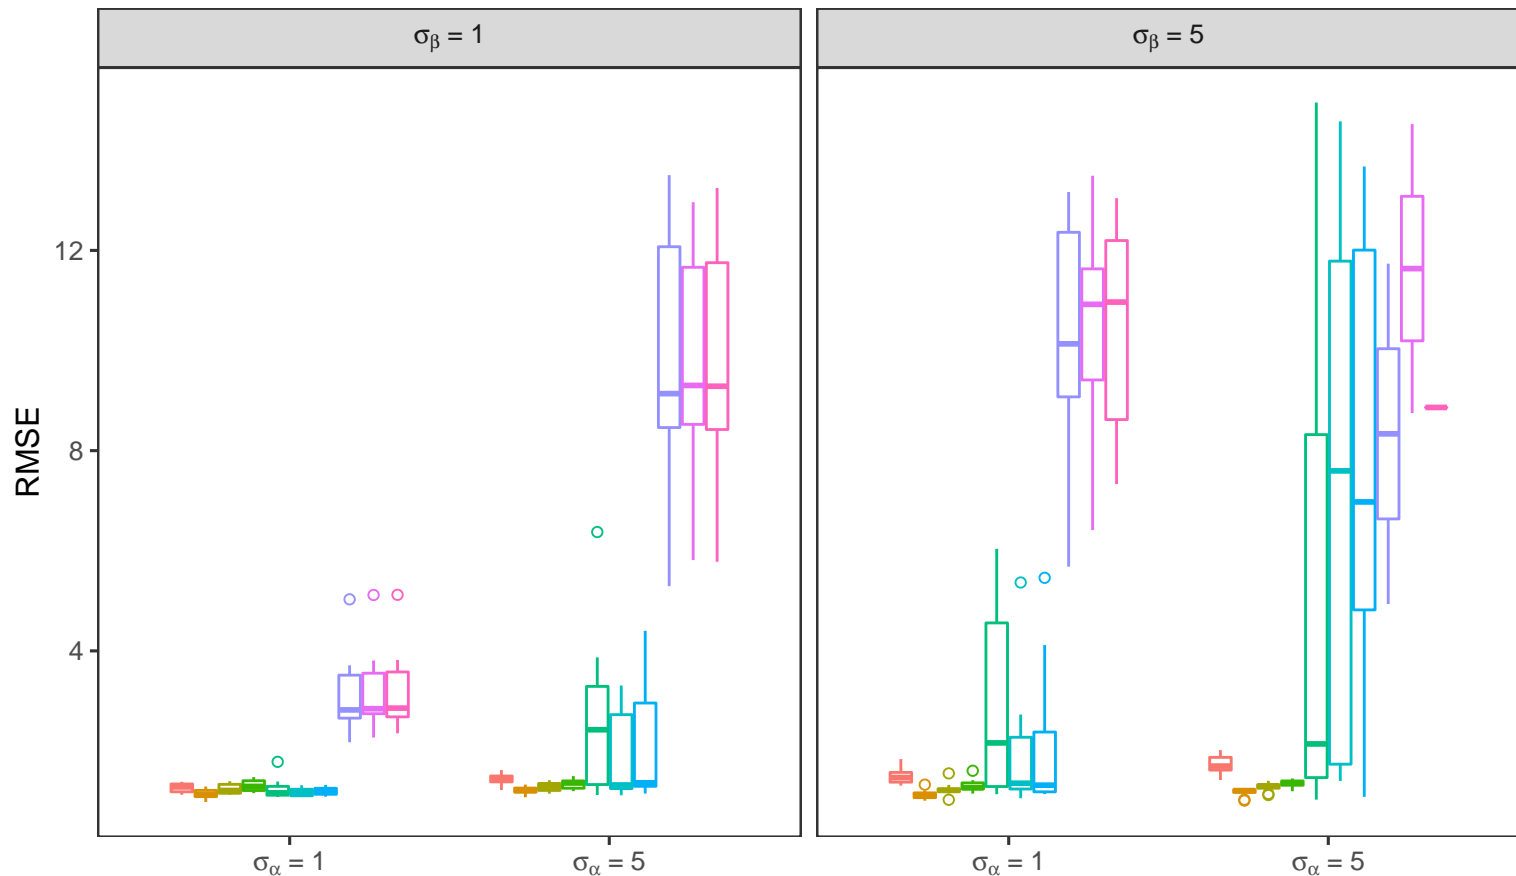 σβ = 1
σβ = 5
RMSE
12
8
4
σα = 1
σα = 5
σα = 1
σα = 5